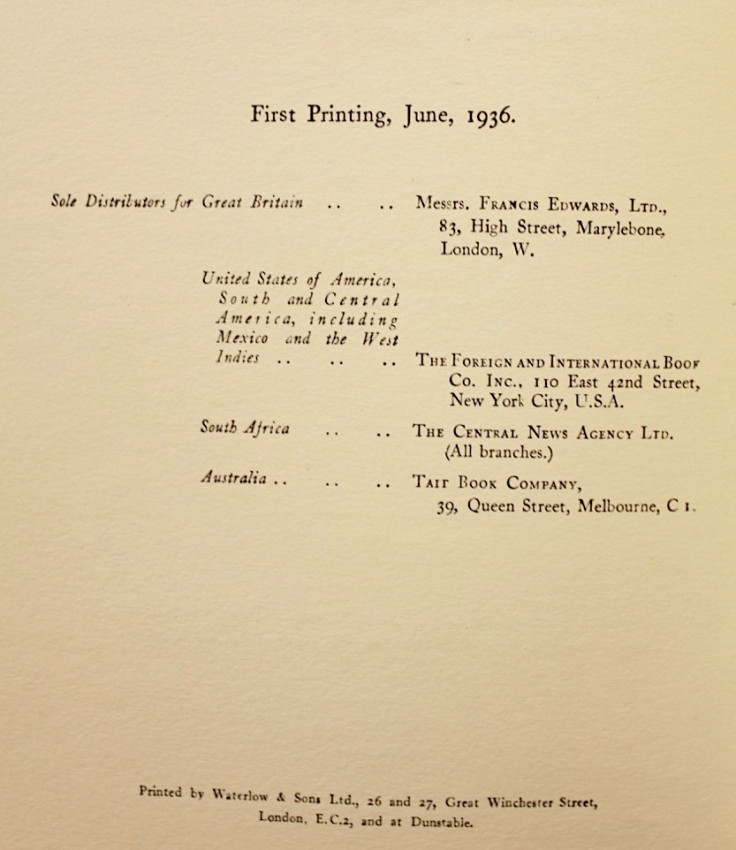 First Printing, June, 1936.
Sole Distributors for Great Britain .. .. Messrs. Francis Edwards, Ltd.,
83, High Street, Marylebone,
London, W.
United States of America,
South and Central
America, including
Mexico and the West
Indies .. .. .. The Foreign and International Book
Co. Inc., 110 East 42nd Street,
New York City, U.S.A.
South Africa .. .. The Central News Agency Ltd.
(All branches.)
Australia .. .. .. Tait Book Company,
39, Queen Street, Melbourne, C 1.
Printed by Waterlow & Sons Ltd., 26 and 27, Great Winchester Street,
London, E.C.2, and at Dunstable.